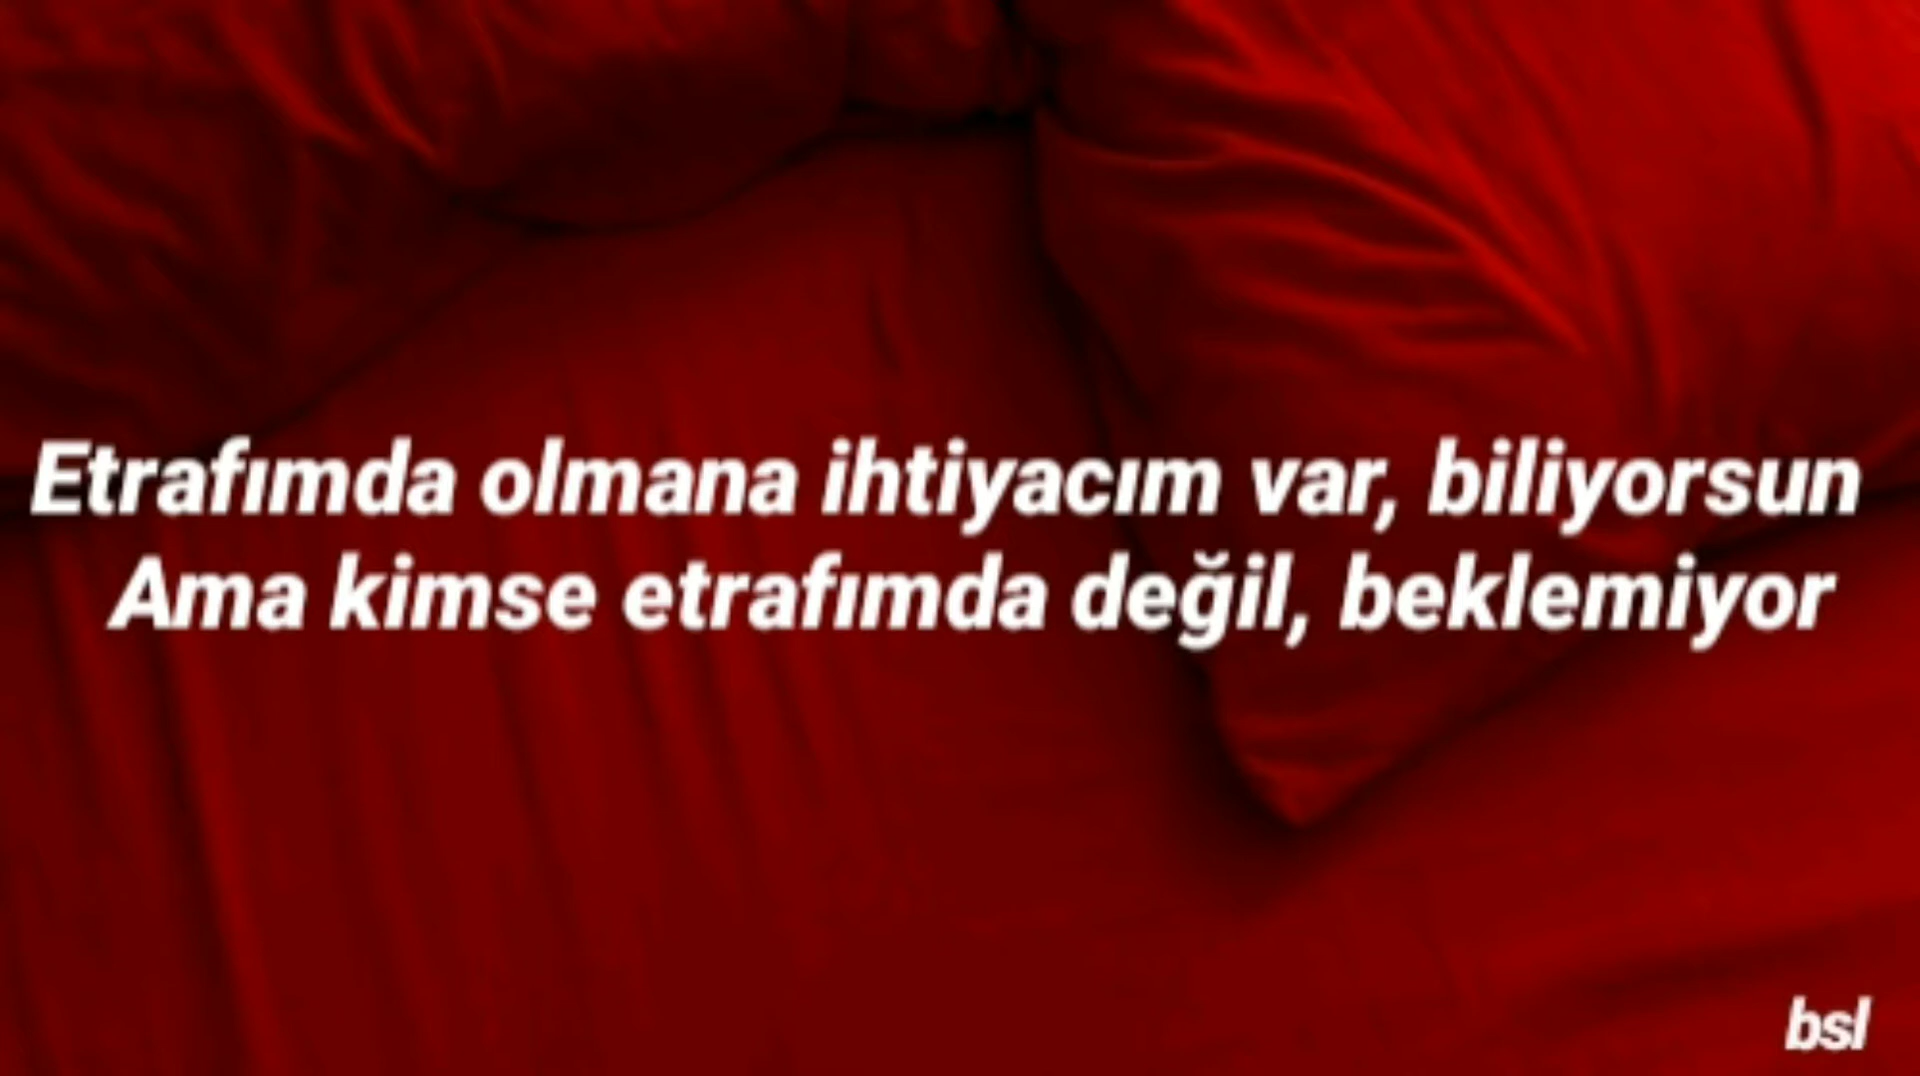 Etrafımda olmana ihtiyacım var, biliyorsun
Ama kimse etrafımda değil, beklemiyor
bsl